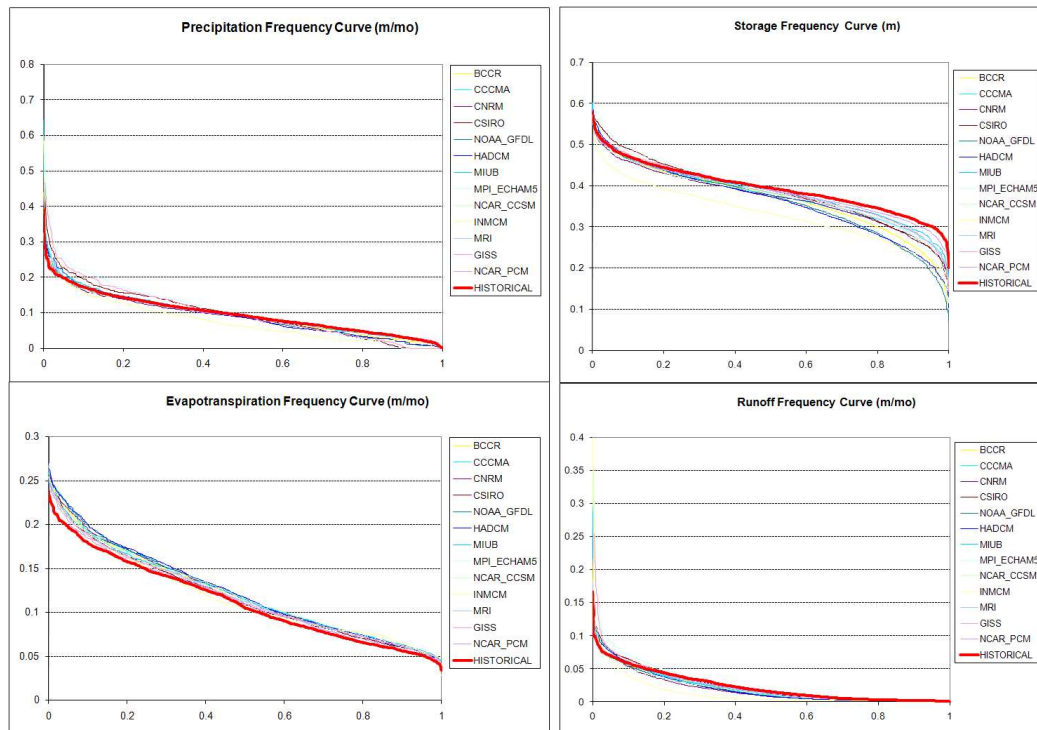 Precipitation Frequency Curve (m/mo)
0.8
0.7
0.6
0.5
0.4
0.3
0.2
0.1
0
0
0.2
0.4
0.6
0.8
1
BCCR
CCCMA
CNRM
CSIRO
NOAA_GFDL
HADCM
MIUB
MPI_ECHAM5
NCAR_CCSM
INMCM
MRI
GISS
NCAR_PCM
HISTORICAL
Storage Frequency Curve (m)
0.7
0.6
0.5
0.4
0.3
0.2
0.1
0
0
0.2
0.4
0.6
0.8
1
BCCR
CCCMA
CNRM
CSIRO
NOAA_GFDL
HADCM
MIUB
MPI_ECHAM5
NCAR_CCSM
INMCM
MRI
GISS
NCAR_PCM
HISTORICAL
Evapotranspiration Frequency Curve (m/mo)
0.3
0.25
0.2
0.15
0.1
0.05
0
0
0.2
0.4
0.6
0.8
1
BCCR
CCCMA
CNRM
CSIRO
NOAA_GFDL
HADCM
MIUB
MPI_ECHAM5
NCAR_CCSM
INMCM
MRI
GISS
NCAR_PCM
HISTORICAL
Runoff Frequency Curve (m/mo)
0.4
0.35
0.3
0.25
0.2
0.15
0.1
0.05
0
0
0.2
0.4
0.6
0.8
1
BCCR
CCCMA
CNRM
CSIRO
NOAA_GFDL
HADCM
MIUB
MPI_ECHAM5
NCAR_CCSM
INMCM
MRI
GISS
NCAR_PCM
HISTORICAL